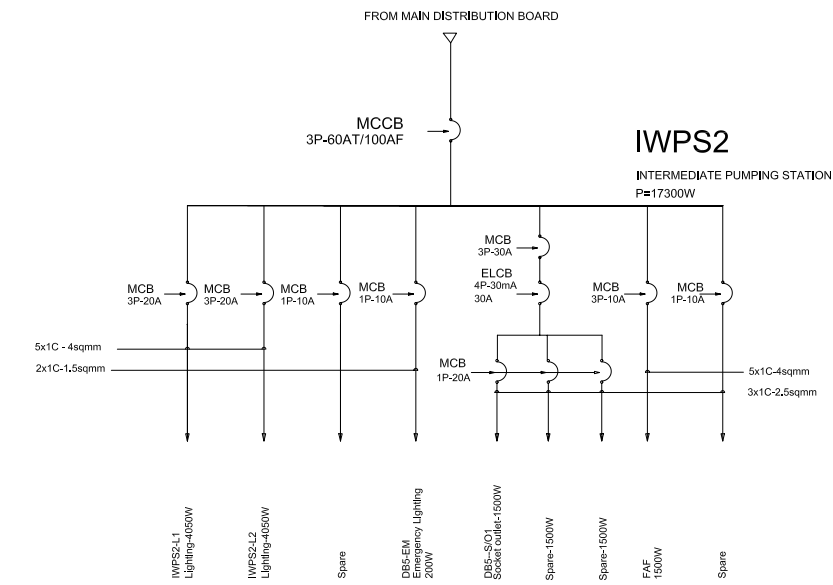 FROM MAIN DISTRIBUTION BOARD
MCCB
3P-60AT/100AF
IWPS2
INTERMEDIATE PUMPING STATION
P=17300W
MCB
3P-30A
ELCB
4P-30mA
30A
MCB
3P-20A
MCB
3P-20A
MCB
1P-10A
MCB
1P-10A
MCB
3P-10A
MCB
1P-10A
5x1C - 4sqmm
2x1C-1.5sqmm
MCB
1P-20A
5x1C-4sqmm
3x1C-2.5sqmm
IWPS2-L1
Lighting-4050W
IWPS2-L2
Lighting-4050W
Spare
DB5-EM
Emergency Lighting
200W
DB5--S/O1
Socket outlet-1500W
Spare-1500W
Spare-1500W
FAF
1500W
Spare